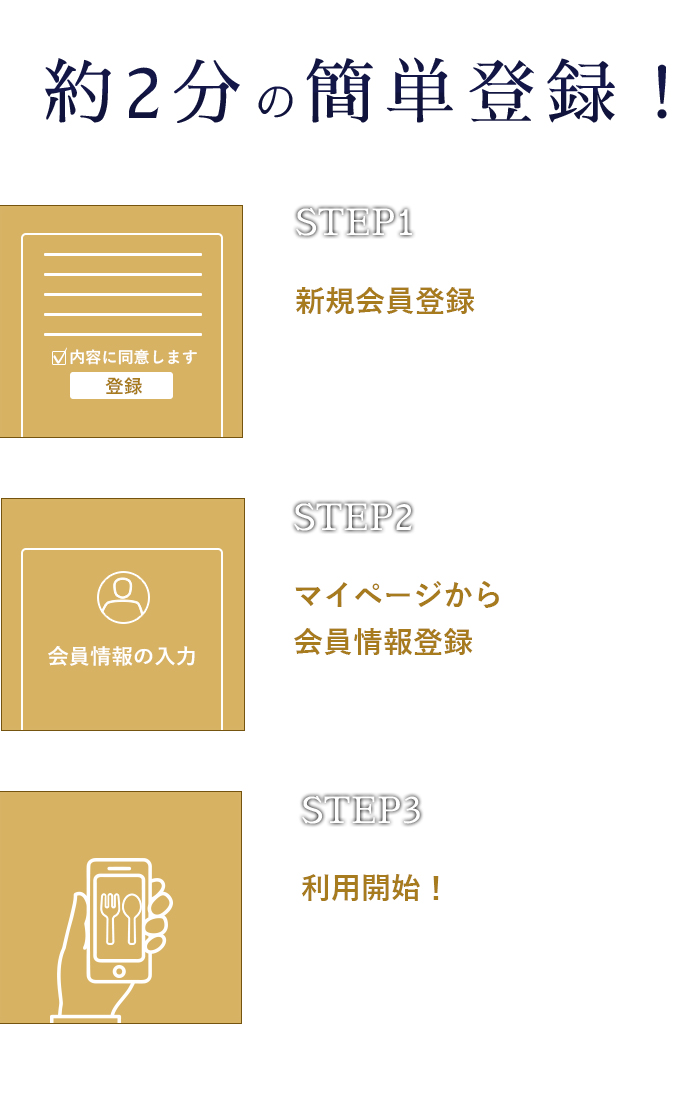 約2分の簡単登録！
STEP1
新規会員登録
内容に同意します
登録
STEP2
マイページから
会員情報登録
会員情報の入力
STEP3
利用開始！